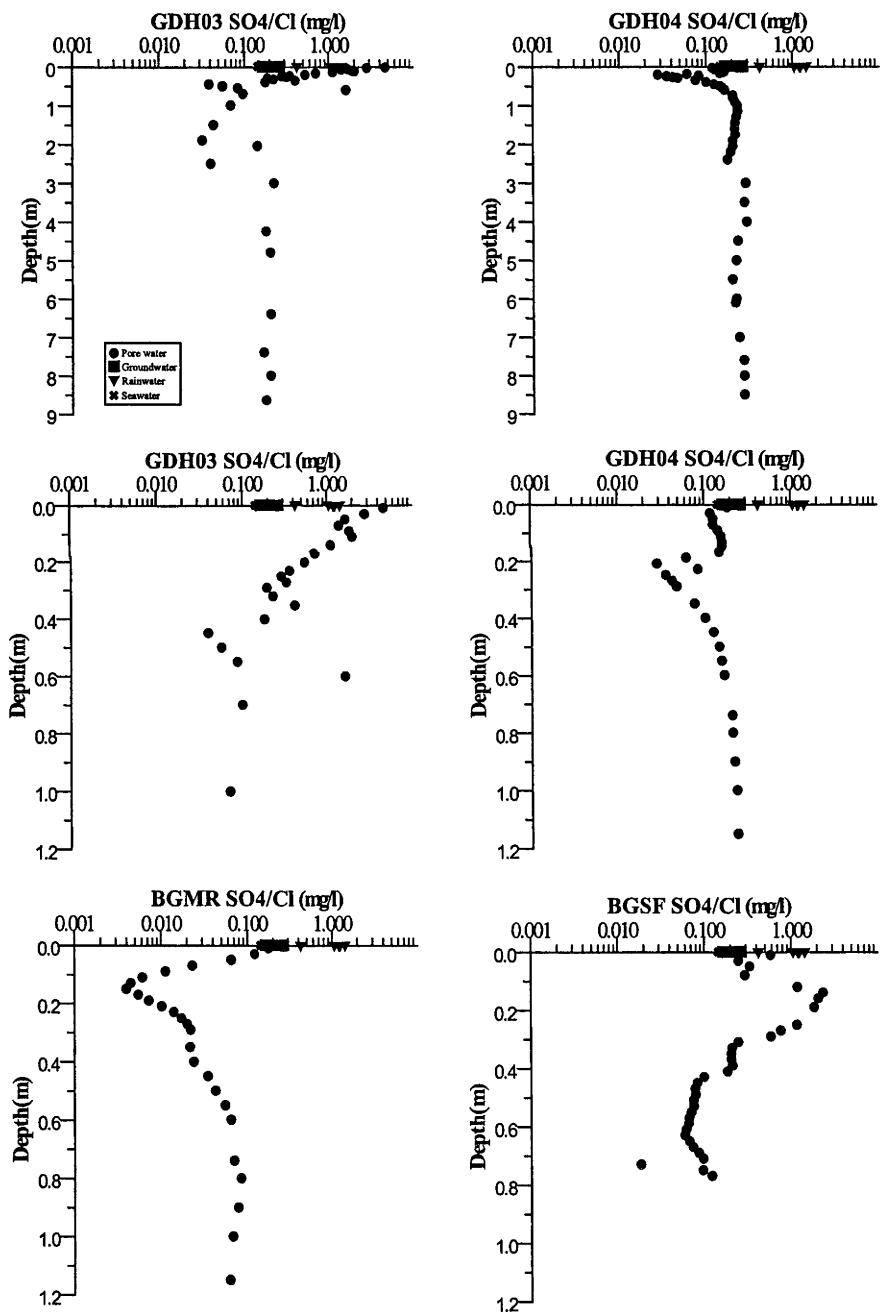 GDH03 SO4/Cl (mg/l)
0.001 0.010 0.100 1.000
0
1
2
3
4
5
6
7
8
9
Depth(m)
Pore water
Groundwater
Rainwater
Seawater
GDH04 SO4/Cl (mg/l)
0.001 0.010 0.100 1.000
0
1
2
3
4
5
6
7
8
9
Depth(m)
GDH03 SO4/Cl (mg/l)
0.001 0.010 0.100 1.000
0.0
0.2
0.4
0.6
0.8
1.0
1.2
Depth(m)
GDH04 SO4/Cl (mg/l)
0.001 0.010 0.100 1.000
0.0
0.2
0.4
0.6
0.8
1.0
1.2
Depth(m)
BGMR SO4/Cl (mg/l)
0.001 0.010 0.100 1.000
0.0
0.2
0.4
0.6
0.8
1.0
1.2
Depth(m)
BGSF SO4/Cl (mg/l)
0.001 0.010 0.100 1.000
0.0
0.2
0.4
0.6
0.8
1.0
1.2
Depth(m)